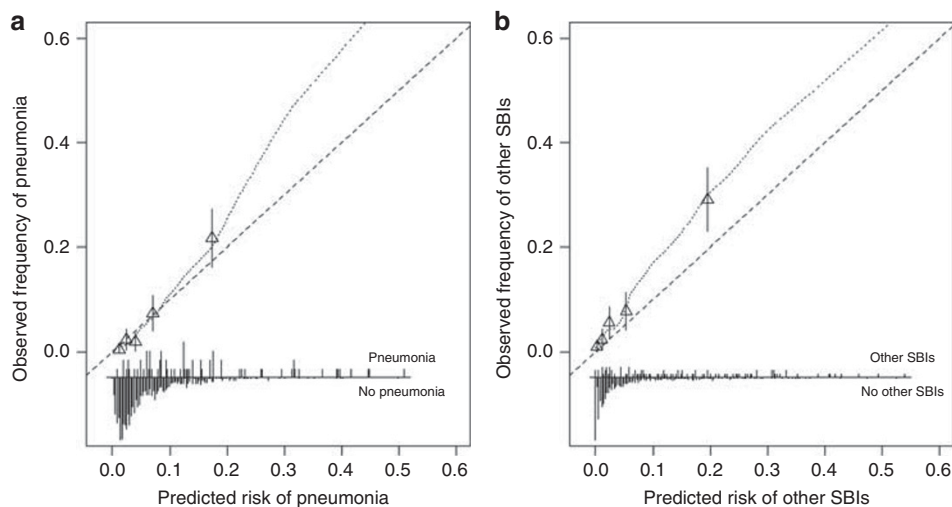 a
b
0.6
0.4
0.2
0.0
Observed frequency of pneumonia
Pneumonia
No pneumonia
0.0 0.1 0.2 0.3 0.4 0.5 0.6
Predicted risk of pneumonia
0.6
0.4
0.2
0.0
Observed frequency of other SBIs
Other SBIs
No other SBIs
0.0 0.1 0.2 0.3 0.4 0.5 0.6
Predicted risk of other SBIs